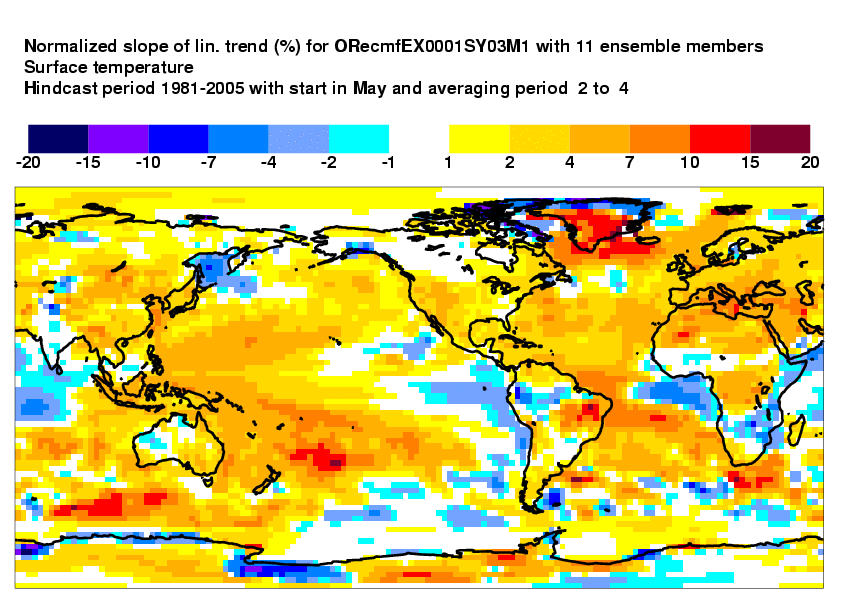 Normalized slope of lin. trend (%) for ORecmfEX0001SY03M1 with 11 ensemble members
Surface temperature
Hindcast period 1981-2005 with start in May and averaging period 2 to 4
-20 -15 -10 -7 -4 -2 -1 1 2 4 7 10 15 20